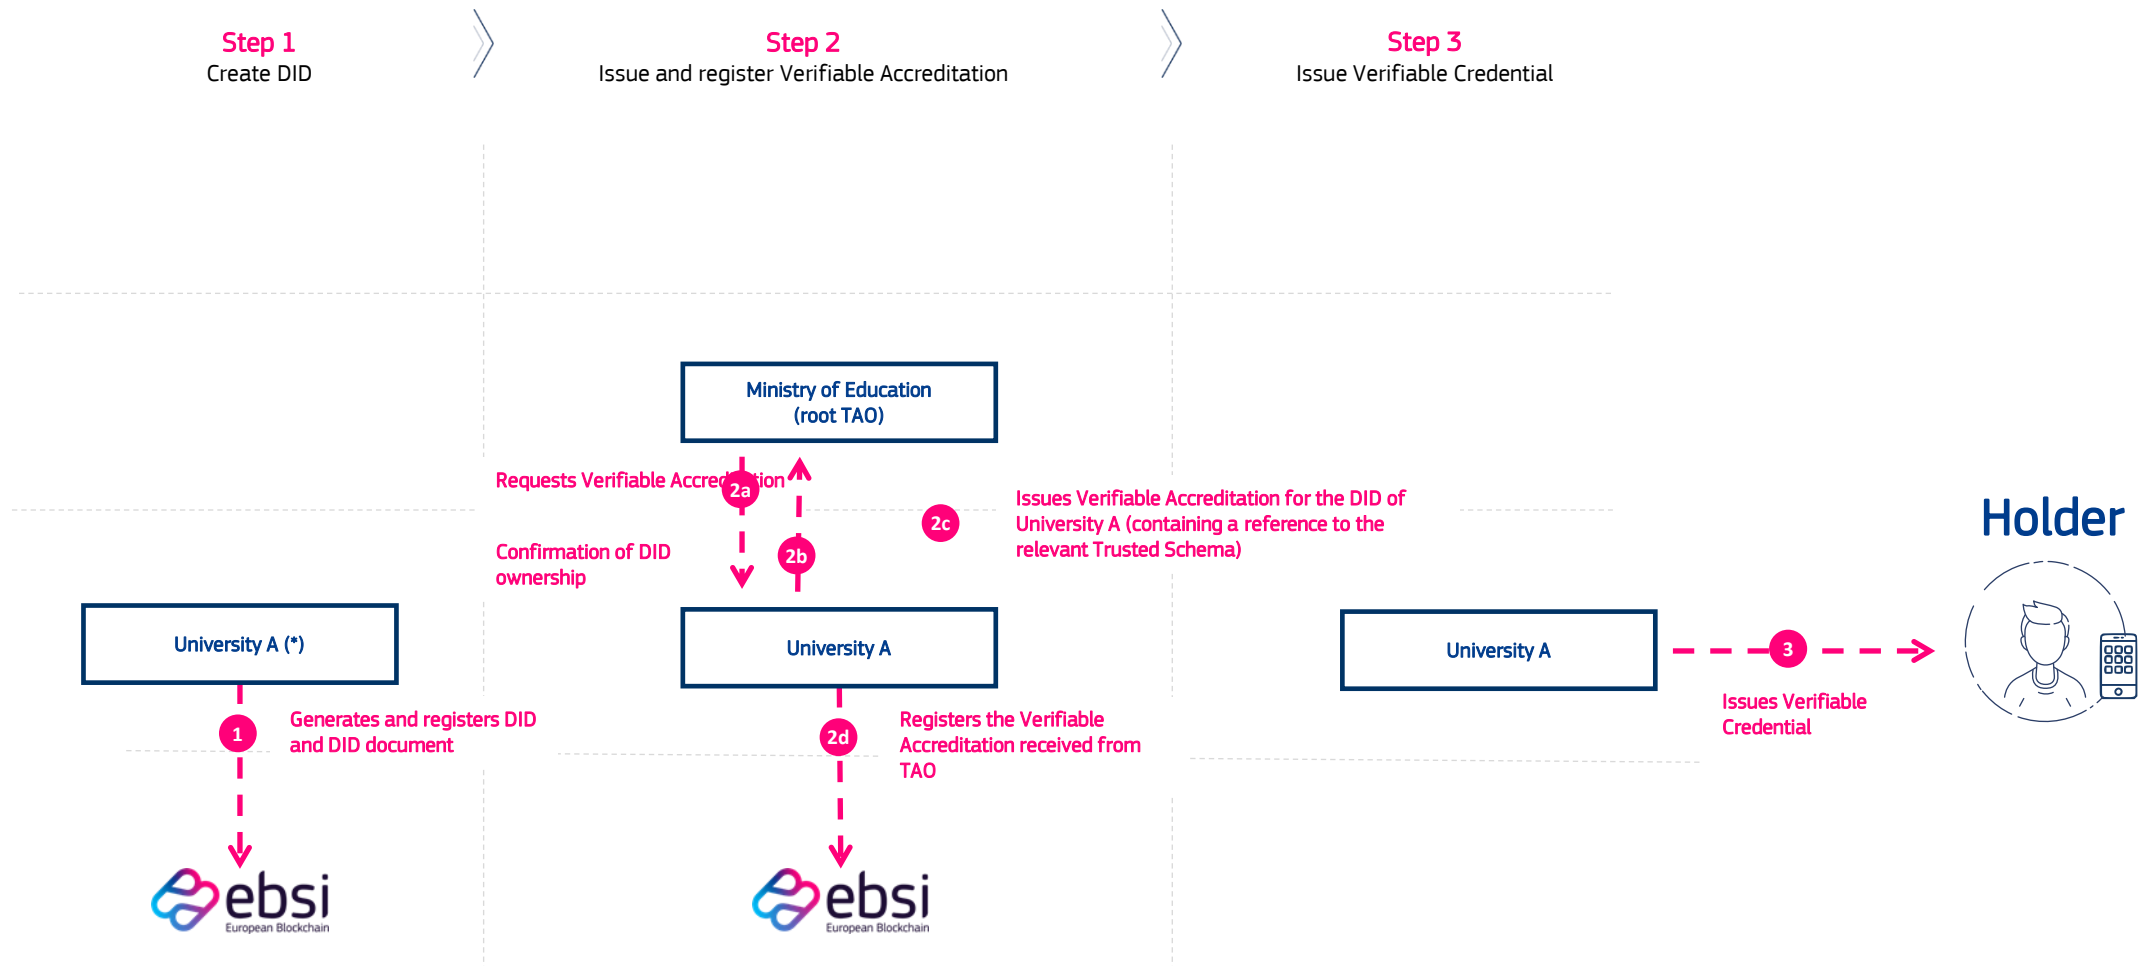 Step 1
Create DID
Step 2
Issue and register Verifiable Accreditation
Step 3
Issue Verifiable Credential
Ministry of Education
(root TAO)
Requests Verifiable Accreditation
2a
Confirmation of DID
ownership
2b
2c
Issues Verifiable Accreditation for the DID of
University A (containing a reference to the
relevant Trusted Schema)
Holder
University A (*)
University A
University A
3
Issues Verifiable
Credential
1
Generates and registers DID
and DID document
2d
Registers the Verifiable
Accreditation received from
TAO
ebsi
European Blockchain
ebsi
European Blockchain